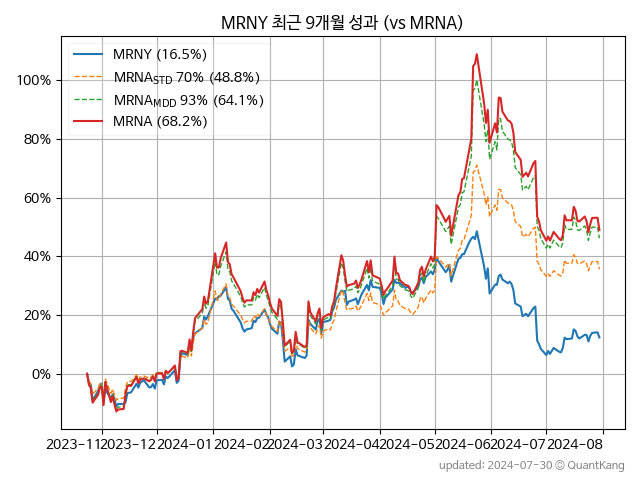 MRNY 최근 9개월 성과 (vs MRNA)
MRNY (16.5%)
MRNA_STD 70% (48.8%)
MRNA_MDD 93% (64.1%)
MRNA (68.2%)
100%
80%
60%
40%
20%
0%
2023-11 2023-12 2024-01 2024-02 2024-03 2024-04 2024-05 2024-06 2024-07 2024-08
updated: 2024-07-30 © QuantKang